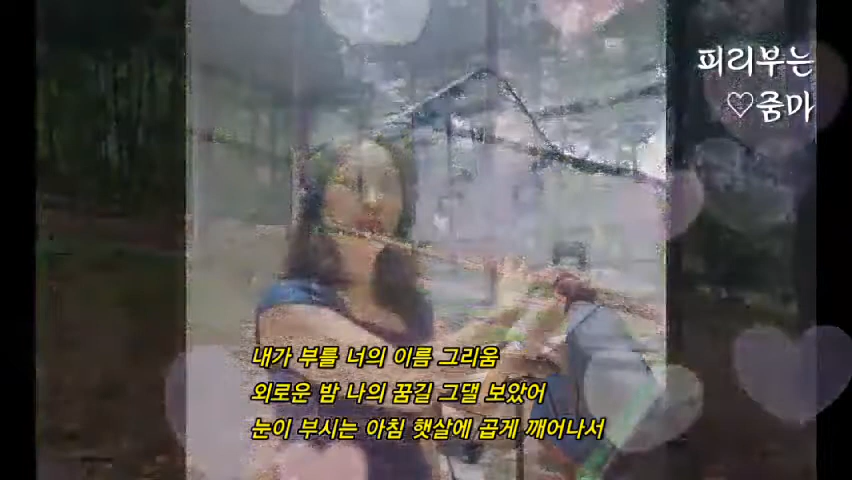 피리부는
♡줌마
내가 부를 너의 이름 그리움
외로운 밤 나의 꿈길 그댈 보았어
눈이 부시는 아침 햇살에 곱게 깨어나서